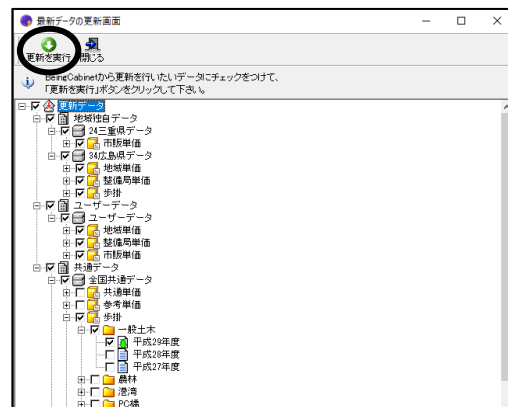 最新データの更新画面
更新を実行 閉じる
BeingCabinetから更新を行いたいデータにチェックをつけて、
「更新を実行」ボタンをクリックして下さい。
更新データ
地域独自データ
24三重県データ
市販単価
34広島県データ
地域単価
整備局単価
歩掛
ユーザーデータ
ユーザーデータ
地域単価
整備局単価
市販単価
共通データ
全国共通データ
共通単価
参考単価
歩掛
一般土木
平成29年度
平成28年度
平成27年度
農林
港湾
PC橋